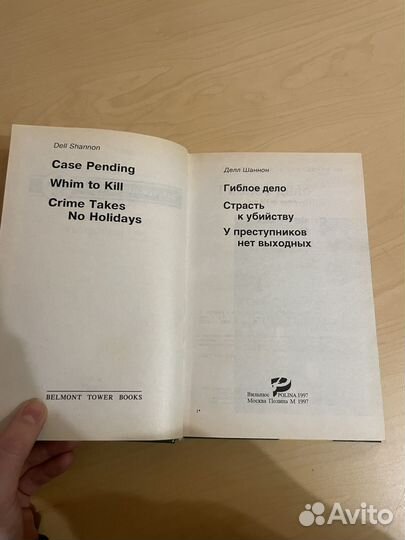 Dell Shannon
Case Pending
Whim to Kill
Crime Takes
No Holidays
BELMONT TOWER BOOKS
Делл Шаннон
Гиблое дело
Страсть
к убийству
У преступников
нет выходных
Вильнюс POLINA 1997
Москва Полина М 1997
Avito